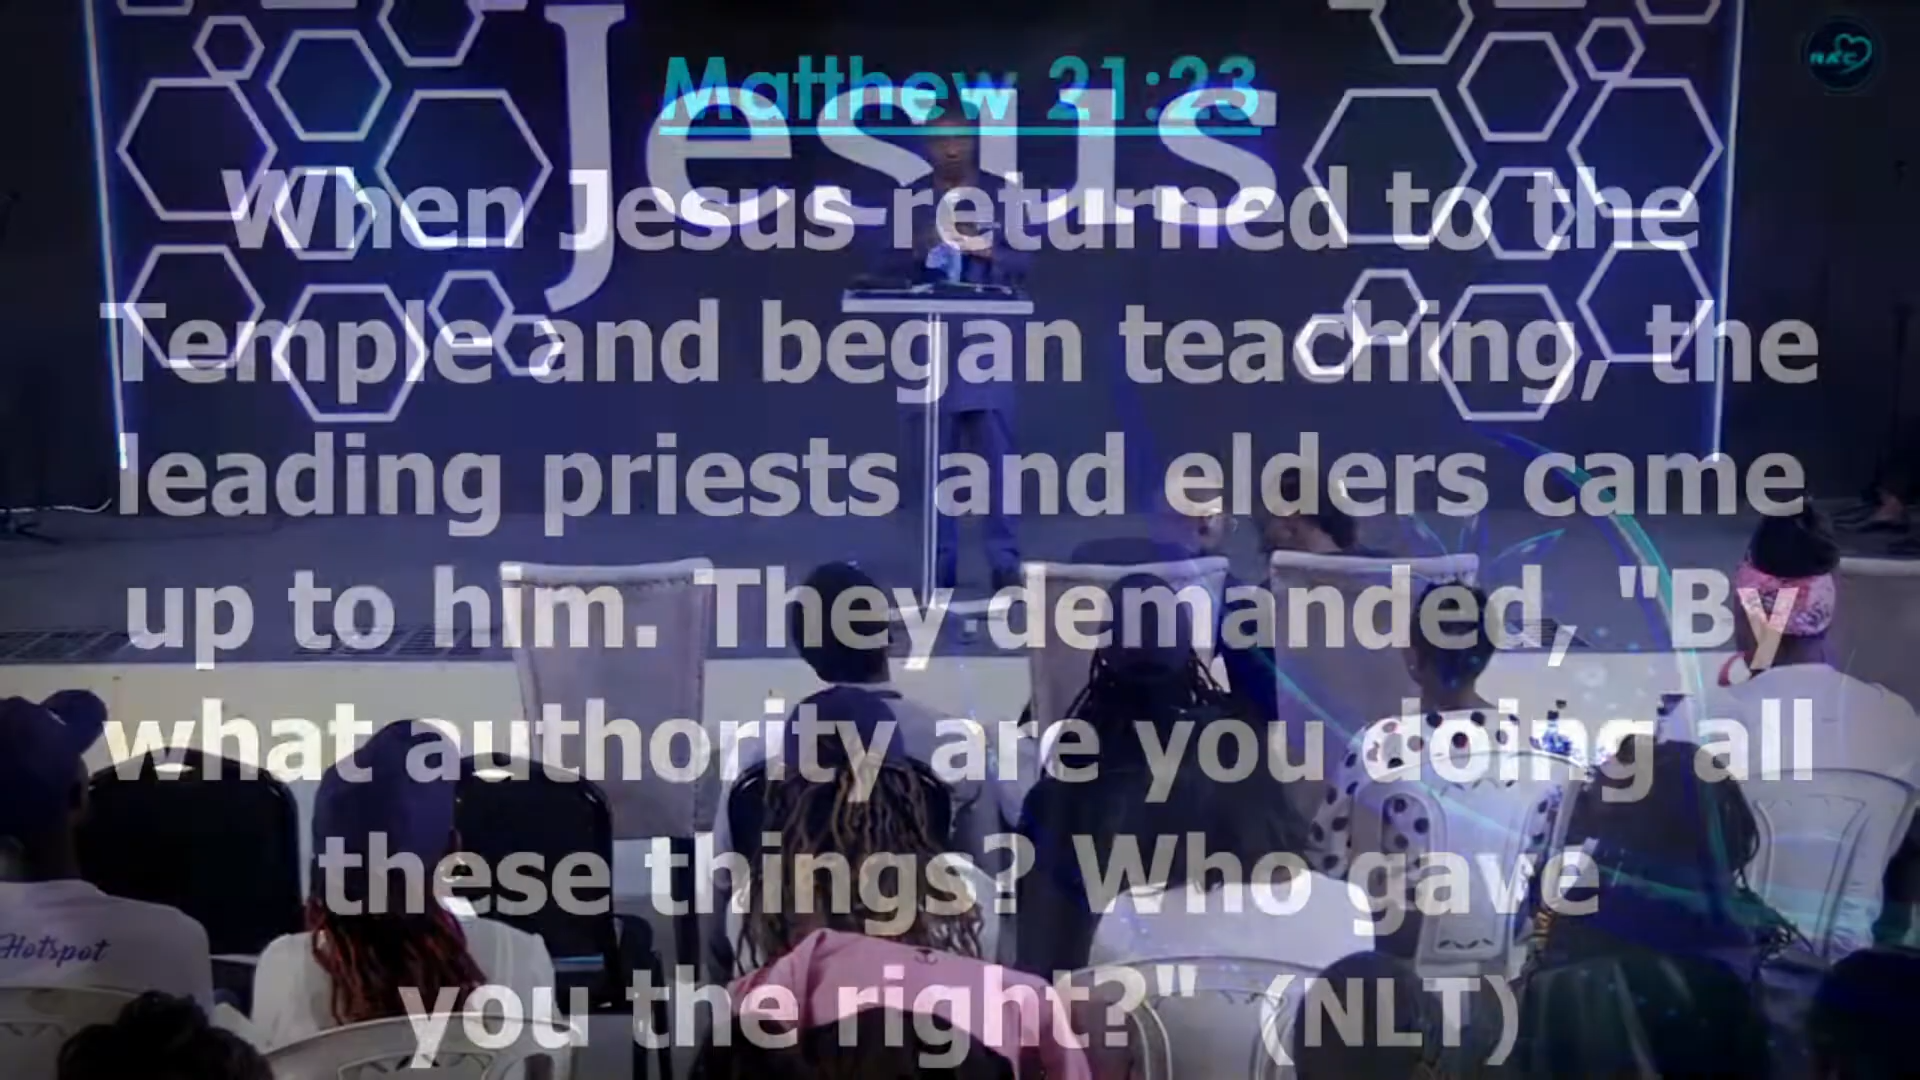 Jesus
RAC
Matthew 21:23
When Jesus returned to the
Temple and began teaching, the
leading priests and elders came
up to him. They demanded, "By
what authority are you doing all
these things? Who gave
you the right?" (NLT)
Hotspot